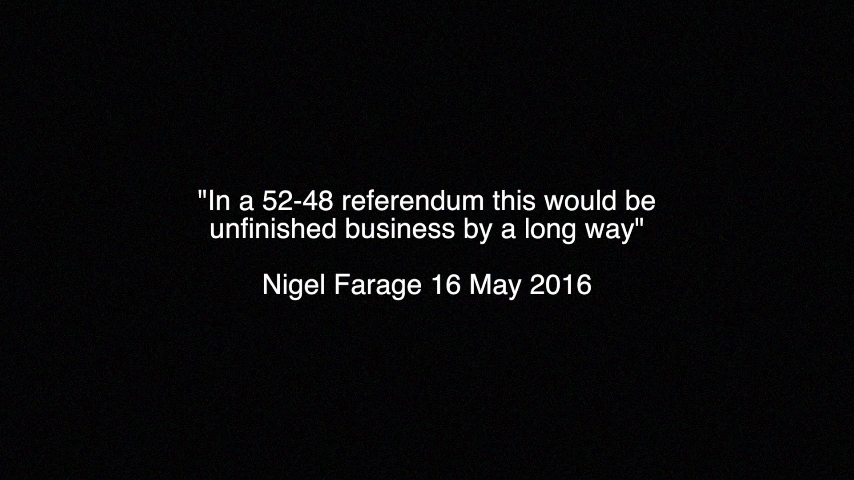 "In a 52-48 referendum this would be
unfinished business by a long way"
Nigel Farage 16 May 2016